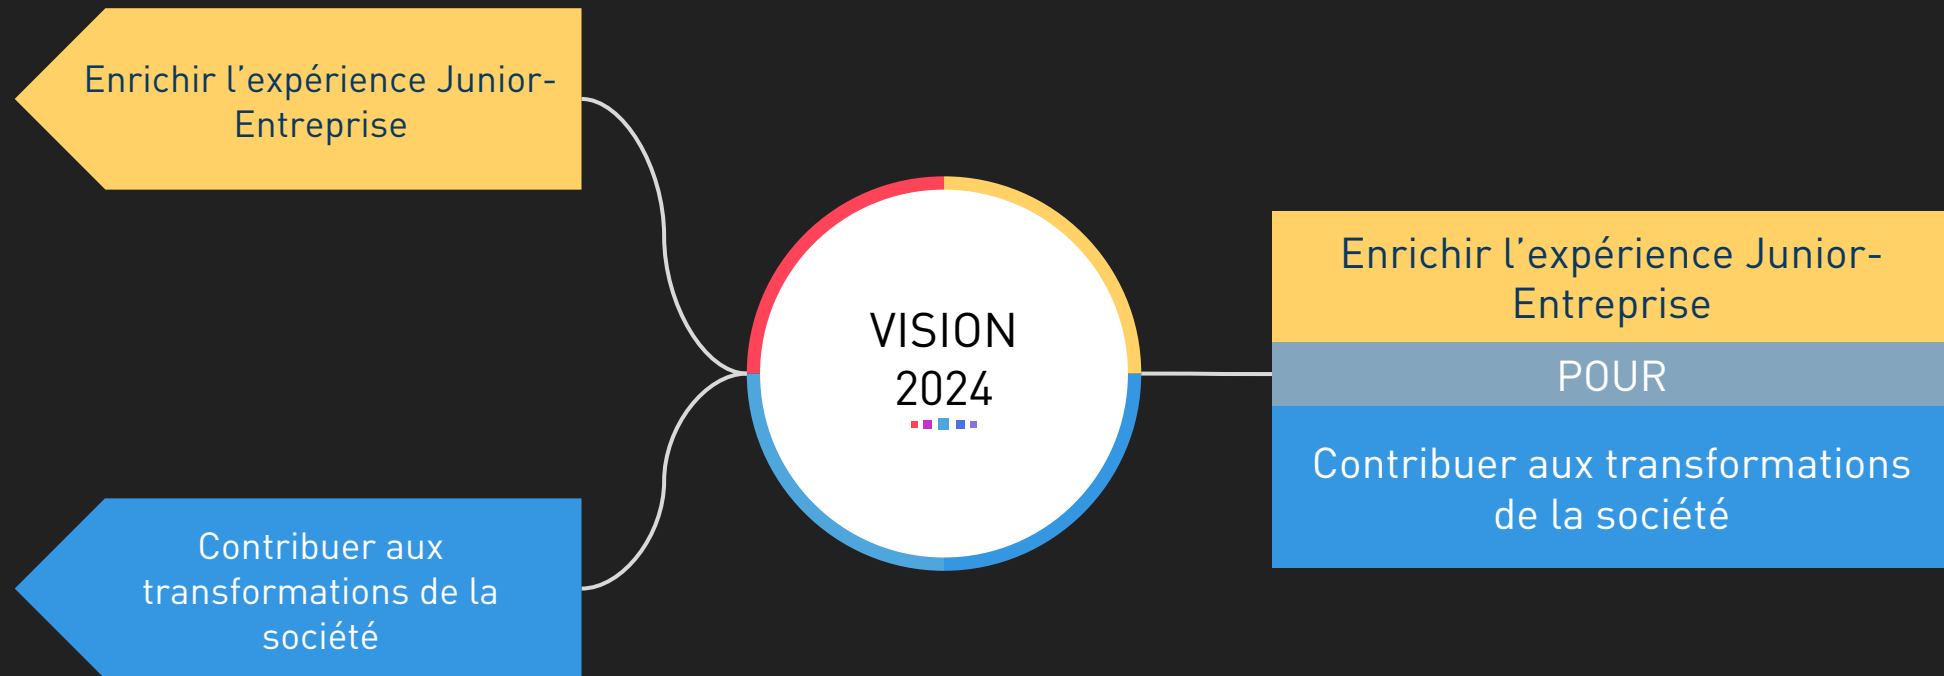 Enrichir l’expérience Junior-
Entreprise
Contribuer aux
transformations de la
société
VISION
2024
Enrichir l’expérience Junior-
Entreprise
POUR
Contribuer aux transformations
de la société